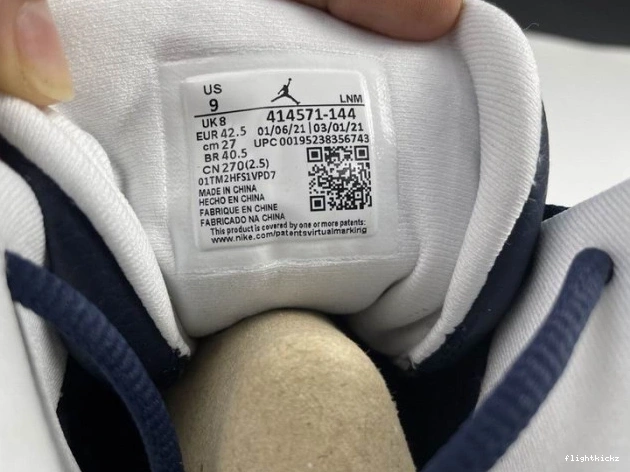 US
9
LNM
UK 8
414571-144
EUR 42.5
01/06/21 | 03/01/21
cm 27
UPC 00195238356743
BR 40.5
CN 270(2.5)
01TM2HFS1VPD7
MADE IN CHINA
HECHO EN CHINA
FABRIQUE EN CHINE
FABRICADO NA CHINA
This product is covered by one or more patents:
www.nike.com/patentsvirtualmarking
flightkickz